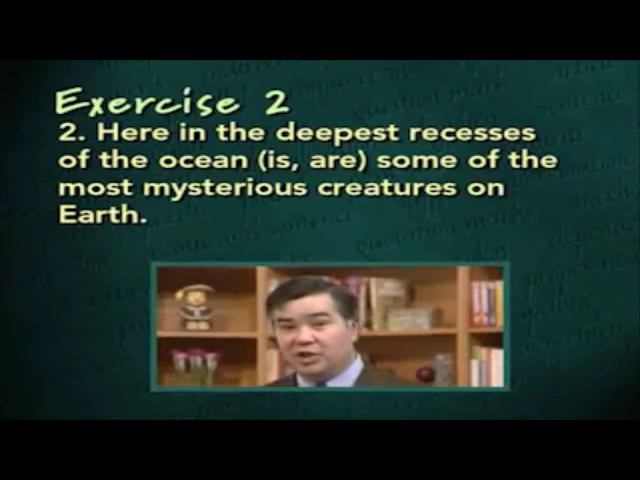 Exercise 2
2. Here in the deepest recesses
of the ocean (is, are) some of the
most mysterious creatures on
Earth.